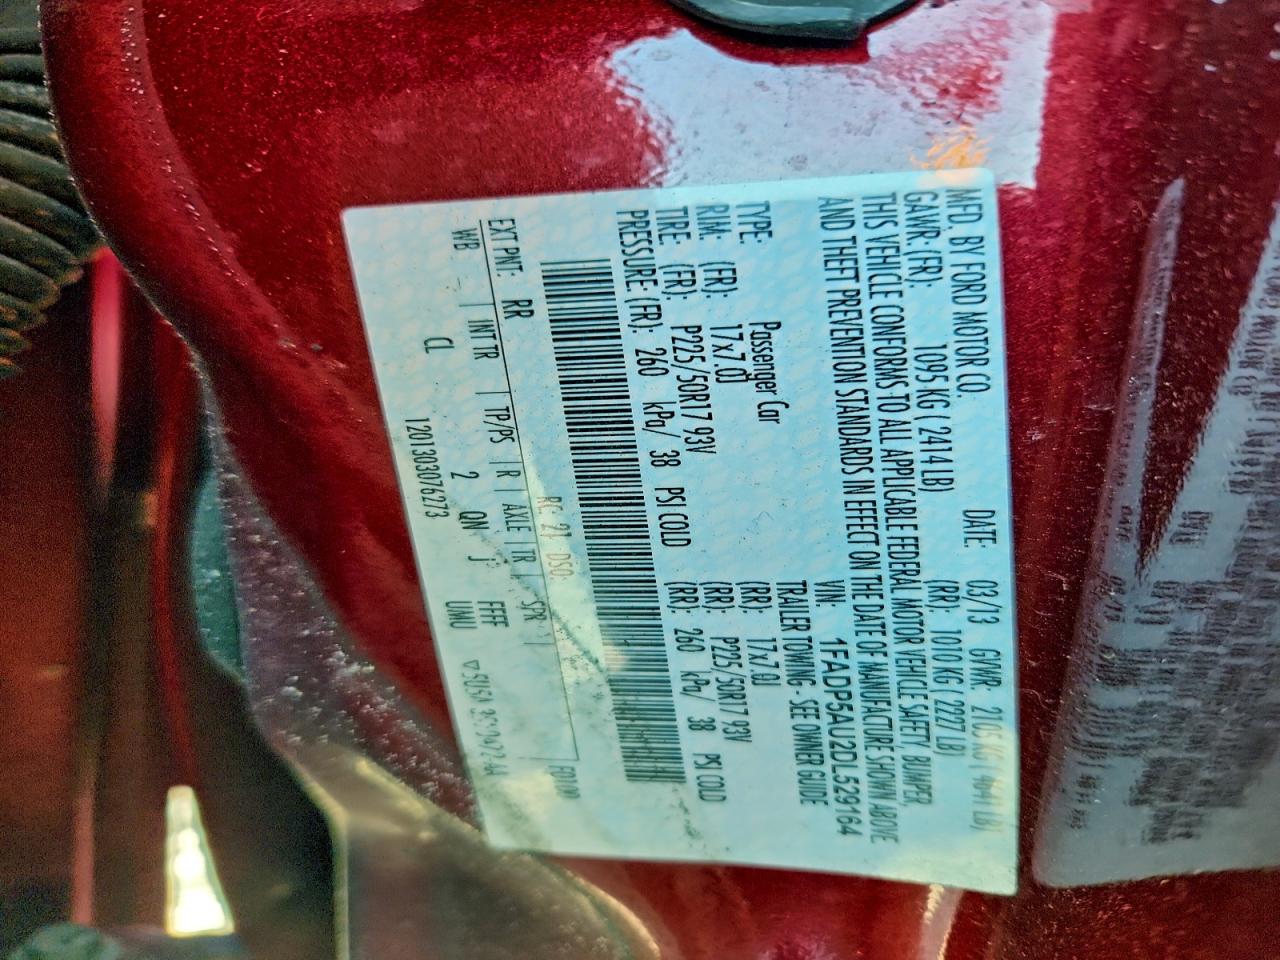 MFD. BY FORD MOTOR CO.
DATE: 03/13 GVWR: 2105 KG ( 4641 LB)
GAWR: (FR): 1095 KG ( 2414 LB) (RR): 1010 KG ( 2227 LB)
THIS VEHICLE CONFORMS TO ALL APPLICABLE FEDERAL MOTOR VEHICLE SAFETY, BUMPER,
AND THEFT PREVENTION STANDARDS IN EFFECT ON THE DATE OF MANUFACTURE SHOWN ABOVE
VIN: 1FADP5AU2DL529164
TYPE: Passenger Car TRAILER TOWING - SEE OWNER GUIDE
RIM: (FR): 17x7.0J (RR): 17x7.0J
TIRE: (FR): P225/50R17 93V (RR): P225/50R17 93V
PRESSURE: (FR): 260 kPa/ 38 PSI COLD (RR): 260 kPa/ 38 PSI COLD
RC: 21 DSO:
EXT PNT: RR FFFF
WB INT TR TP/PS R AXLE TR SPR
CL 2 QN J UWU
1201303076273